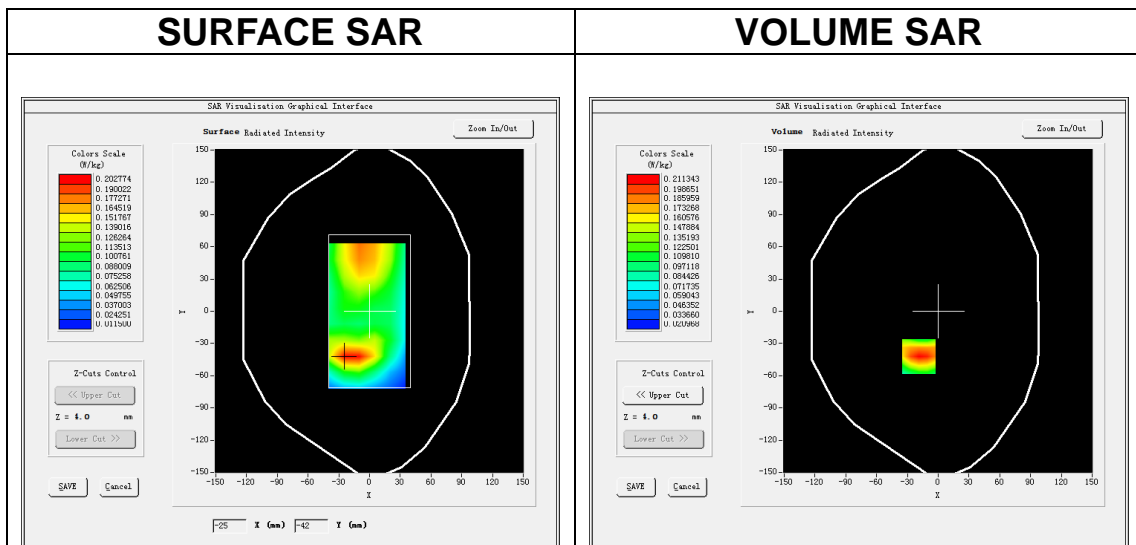 SURFACE SAR
SAR Visualisation Graphical Interface
Surface Radiated Intensity
Zoom In/Out
Colors Scale
(W/kg)
0.202774
0.190022
0.177271
0.164519
0.151767
0.139016
0.126264
0.113513
0.100761
0.088009
0.075258
0.062506
0.049755
0.037003
0.024251
0.011500
Z-Cuts Control
<< Upper Cut
Z = 4.0 mm
Lower Cut >>
SAVE Cancel
150
120
90
60
30
0
-30
-60
-90
-120
-150
Y
-150 -120 -90 -60 -30 0 30 60 90 120 150
X
-25 X (mm) -42 Y (mm)
VOLUME SAR
SAR Visualisation Graphical Interface
Volume Radiated Intensity
Zoom In/Out
Colors Scale
(W/kg)
0.211343
0.198651
0.185959
0.173268
0.160576
0.147884
0.135193
0.122501
0.109810
0.097118
0.084426
0.071735
0.059043
0.046352
0.033660
0.020968
Z-Cuts Control
<< Upper Cut
Z = 4.0 mm
Lower Cut >>
SAVE Cancel
150
120
90
60
30
0
-30
-60
-90
-120
-150
Y
-150 -120 -90 -60 -30 0 30 60 90 120 150
X